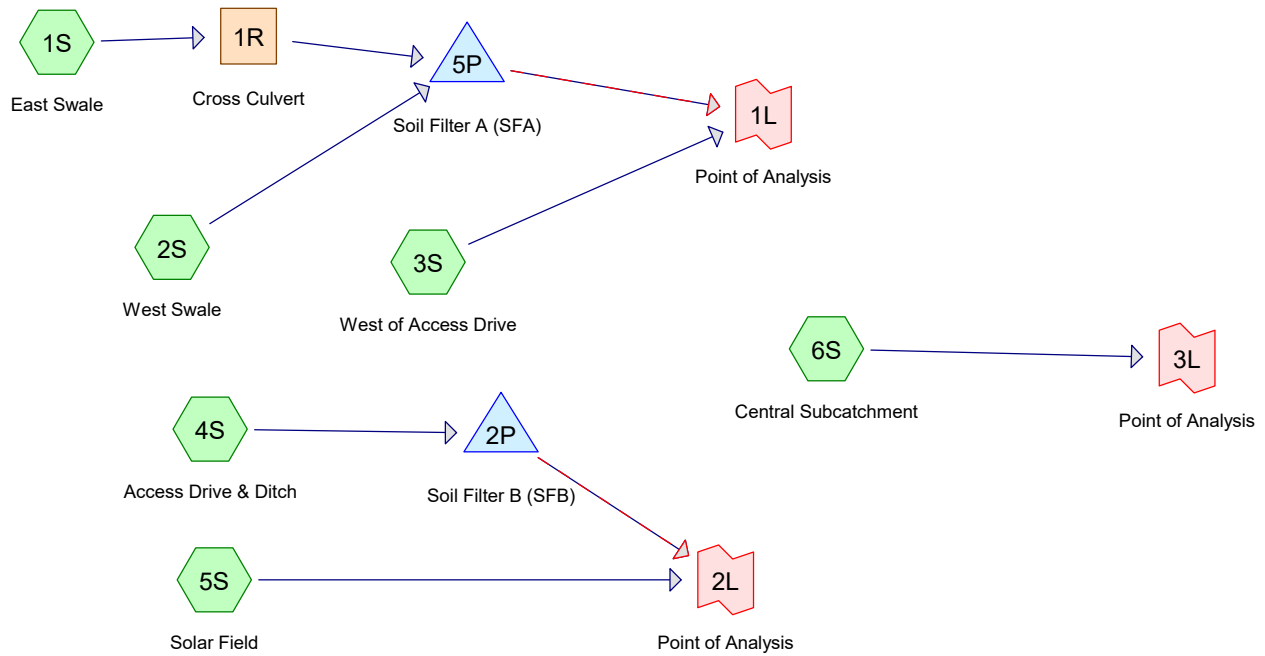 1S
East Swale
1R
Cross Culvert
5P
Soil Filter A (SFA)
1L
Point of Analysis
2S
West Swale
3S
West of Access Drive
6S
Central Subcatchment
3L
Point of Analysis
4S
Access Drive & Ditch
2P
Soil Filter B (SFB)
5S
Solar Field
2L
Point of Analysis